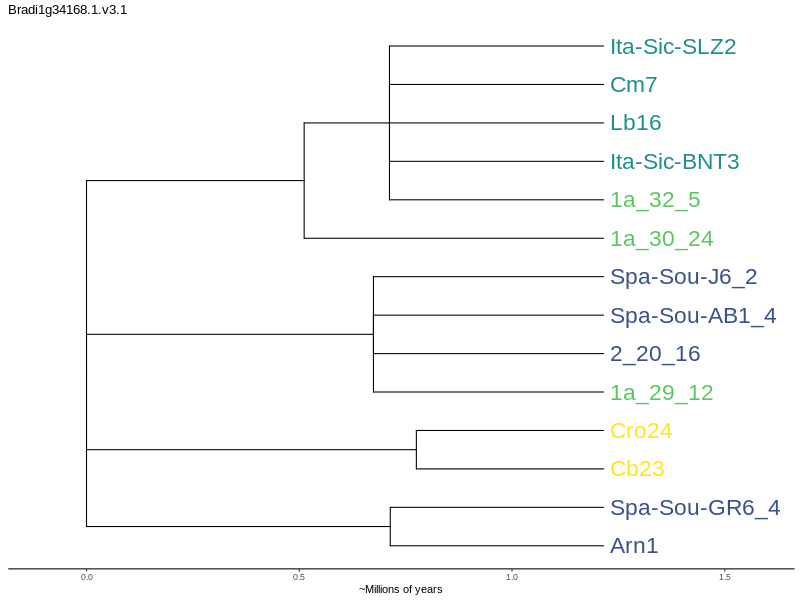 Bradi1g34168.1.v3.1
Ita-Sic-SLZ2
Cm7
Lb16
Ita-Sic-BNT3
1a_32_5
1a_30_24
Spa-Sou-J6_2
Spa-Sou-AB1_4
2_20_16
1a_29_12
Cro24
Cb23
Spa-Sou-GR6_4
Arn1
0.0 0.5 1.0 1.5
~Millions of years